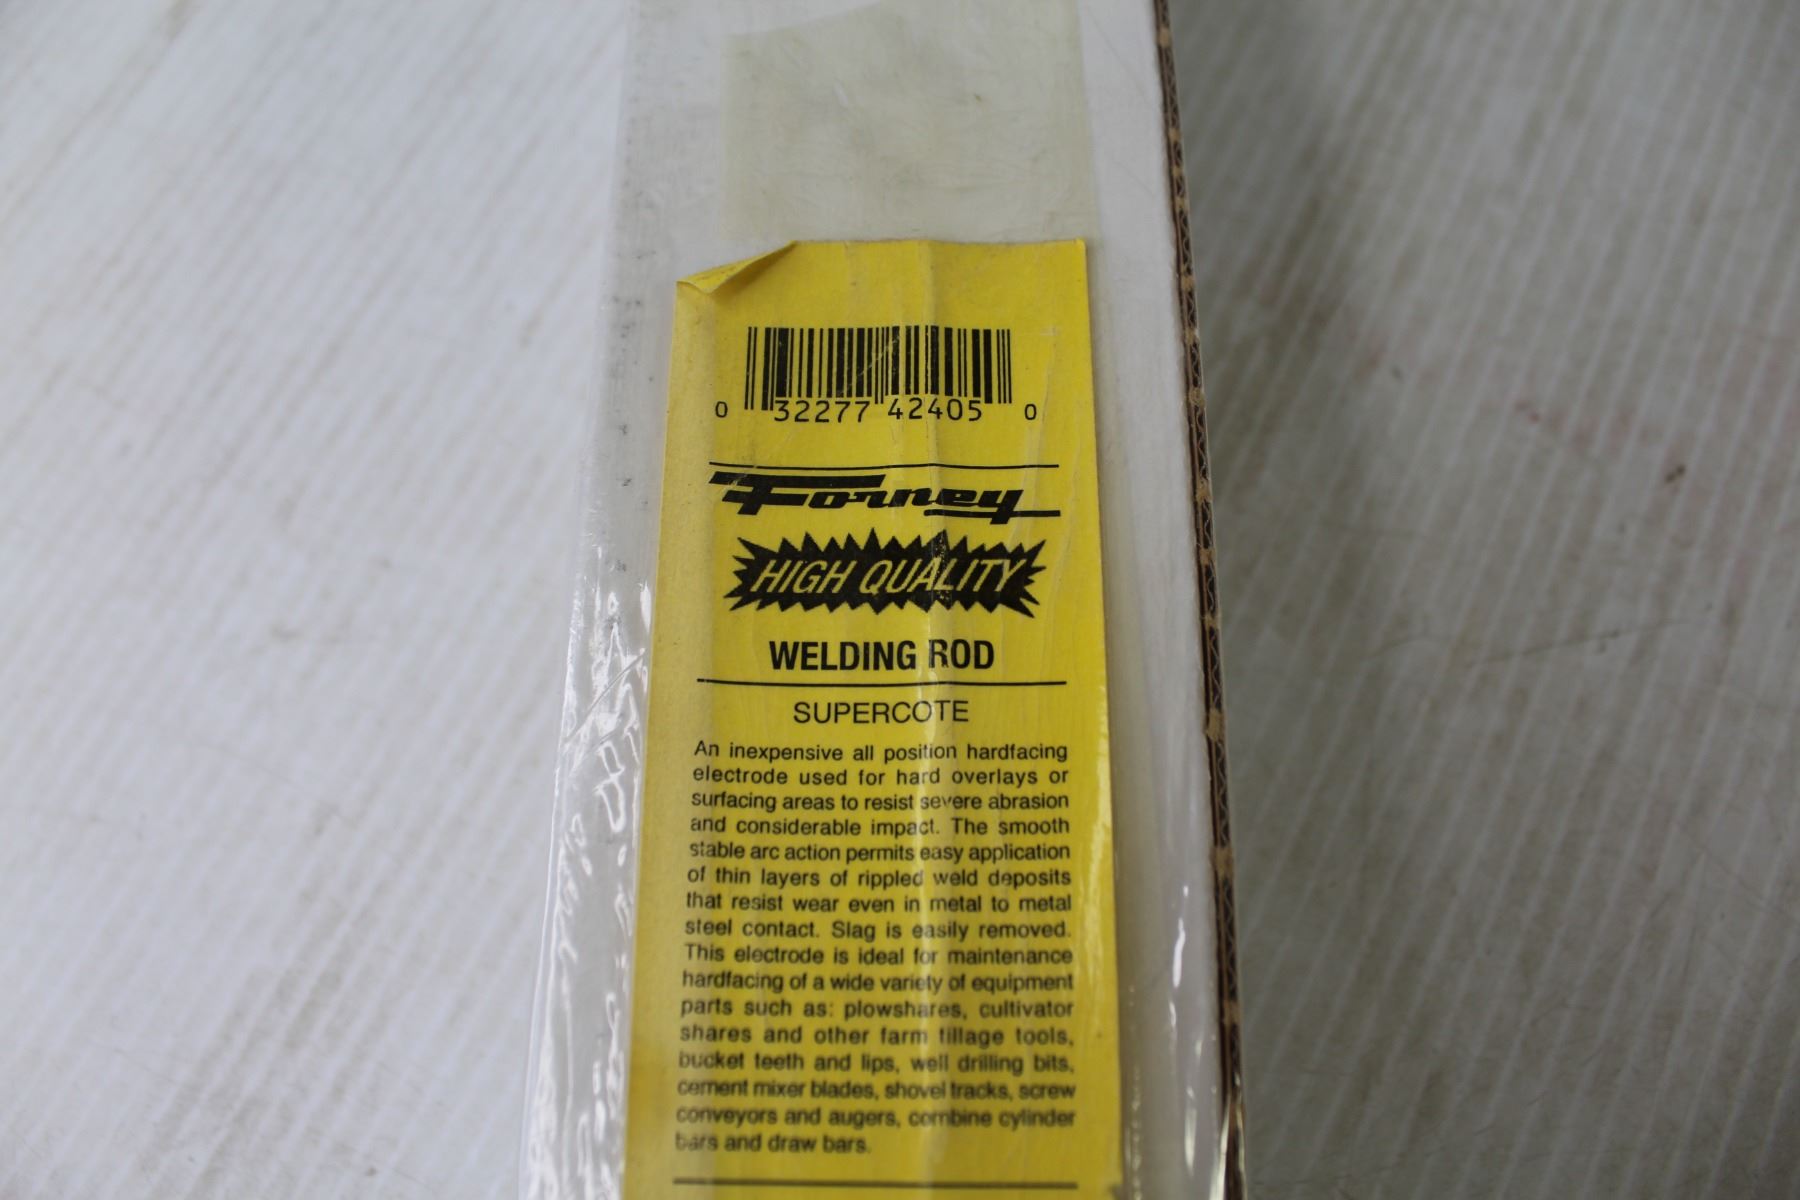 0 32277 42405 0
Forney
HIGH QUALITY
WELDING ROD
SUPERCOTE
An inexpensive all position hardfacing
electrode used for hard overlays or
surfacing areas to resist severe abrasion
and considerable impact. The smooth
stable arc action permits easy application
of thin layers of rippled weld deposits
that resist wear even in metal to metal
steel contact. Slag is easily removed.
This electrode is ideal for maintenance
hardfacing of a wide variety of equipment
parts such as: plowshares, cultivator
shares and other farm tillage tools,
bucket teeth and lips, well drilling bits,
cement mixer blades, shovel tracks, screw
conveyors and augers, combine cylinder
bars and draw bars.